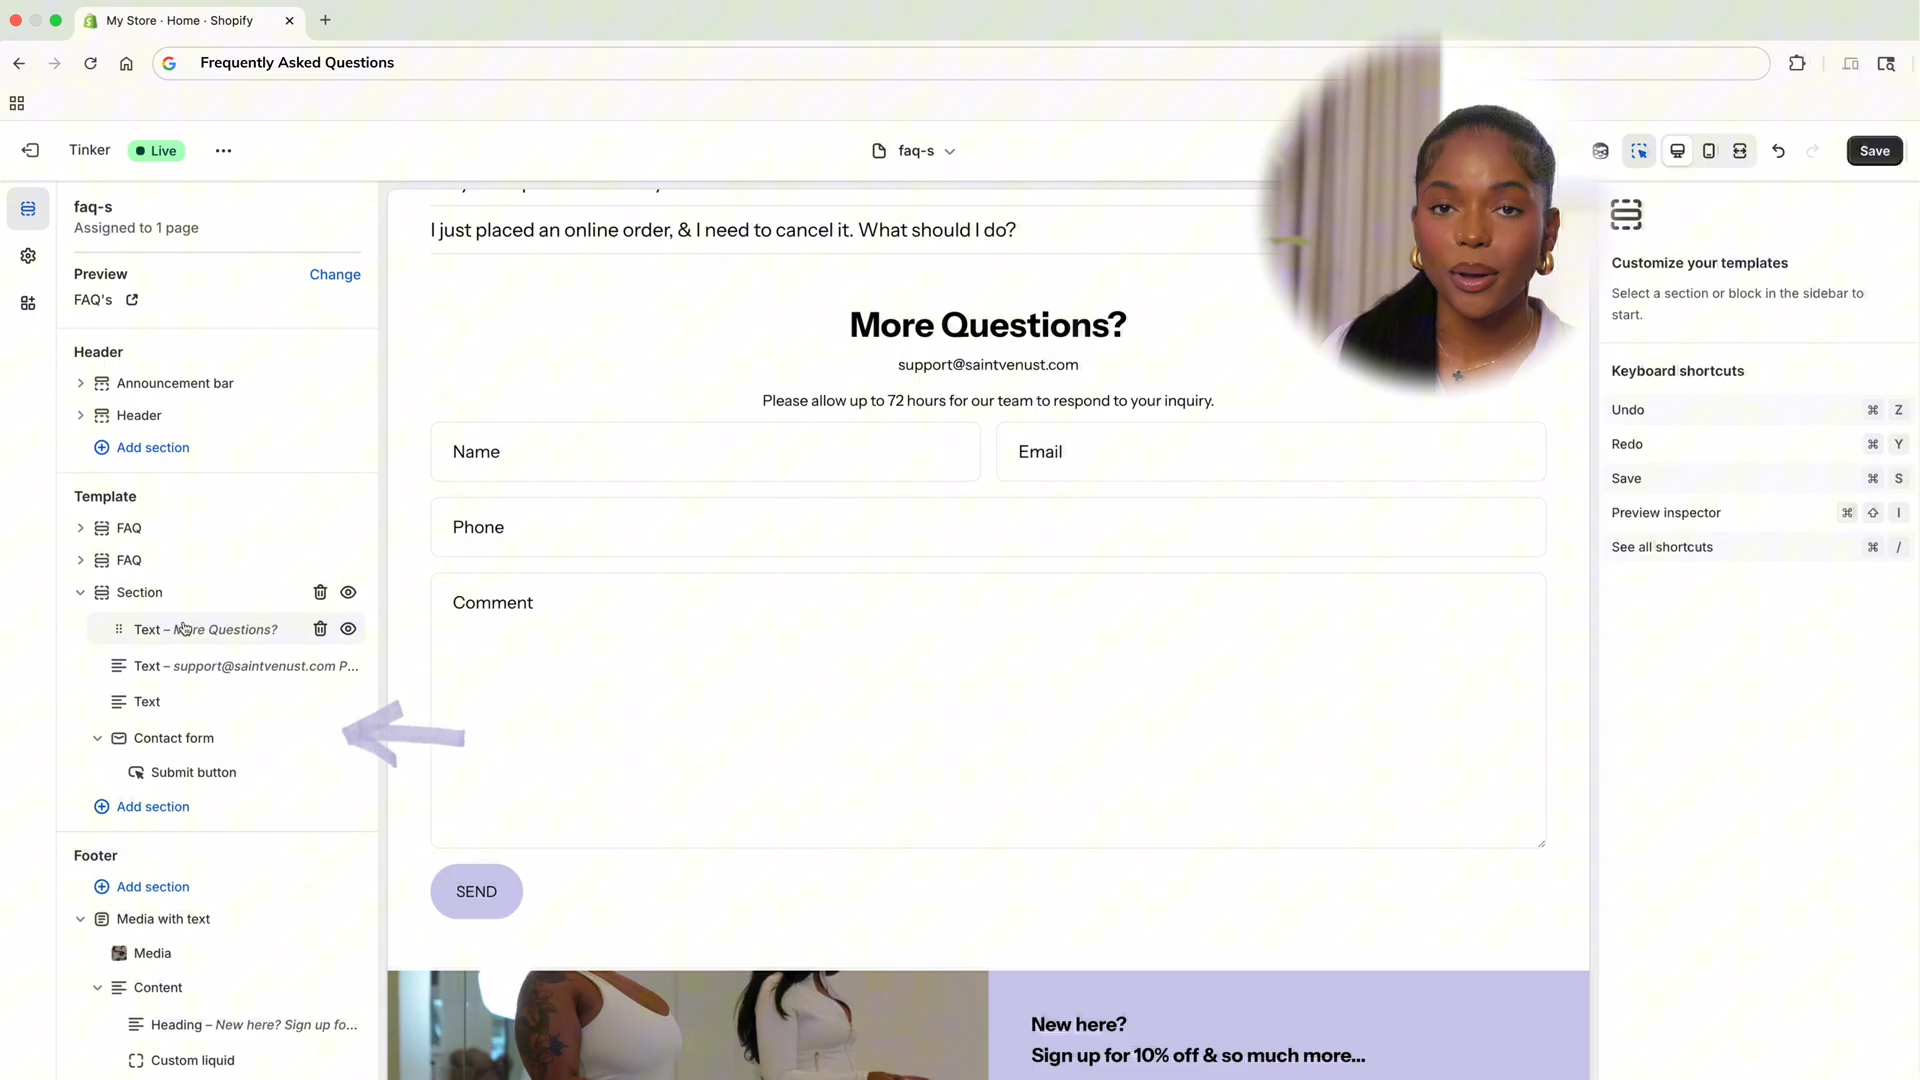 My Store · Home · Shopify
Frequently Asked Questions
Tinker
Live
faq-s
Save
faq-s
Assigned to 1 page
Preview
Change
FAQ's
Header
Announcement bar
Header
Add section
Template
FAQ
FAQ
Section
Text – More Questions?
Text – support@saintvenust.com P...
Text
Contact form
Submit button
Add section
Footer
Add section
Media with text
Media
Content
Heading – New here? Sign up fo...
Custom liquid
I just placed an online order, & I need to cancel it. What should I do?
More Questions?
support@saintvenust.com
Please allow up to 72 hours for our team to respond to your inquiry.
Name
Email
Phone
Comment
SEND
New here?
Sign up for 10% off & so much more...
Customize your templates
Select a section or block in the sidebar to
start.
Keyboard shortcuts
Undo ⌘ Z
Redo ⌘ Y
Save ⌘ S
Preview inspector ⌘ ⇧ I
See all shortcuts ⌘ /